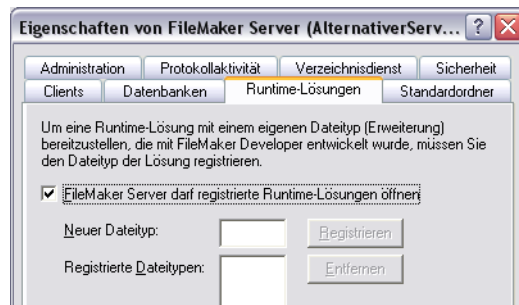 Eigenschaften von FileMaker Server (AlternativerServ...
Administration Protokollaktivität Verzeichnisdienst Sicherheit
Clients Datenbanken Runtime-Lösungen Standardordner
Um eine Runtime-Lösung mit einem eigenen Dateityp (Erweiterung)
bereitzustellen, die mit FileMaker Developer entwickelt wurde, müssen Sie
den Dateityp der Lösung registrieren.
FileMaker Server darf registrierte Runtime-Lösungen öffnen
Neuer Dateityp: Registrieren
Registrierte Dateitypen: Entfernen